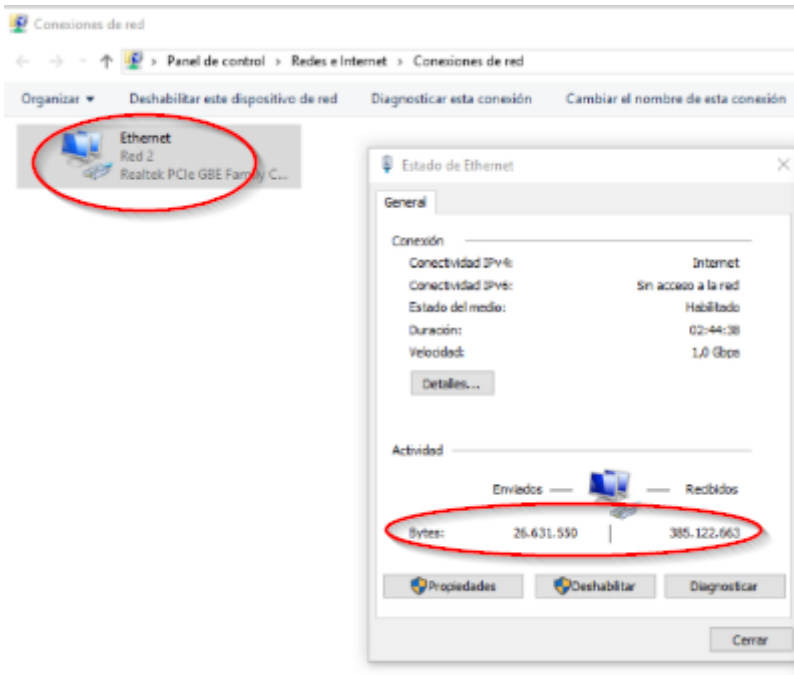 Conexiones de red
Panel de control › Redes e Internet › Conexiones de red
Organizar Deshabilitar este dispositivo de red Diagnosticar esta conexión Cambiar el nombre de esta conexión
Ethernet
Red 2
Realtek PCIe GBE Family C...
Estado de Ethernet
General
Conexión
Conectividad IPv4: Internet
Conectividad IPv6: Sin acceso a la red
Estado del medio: Habilitado
Duración: 02:44:38
Velocidad: 1,0 Gbps
Detalles...
Actividad
Enviados — Recibidos
Bytes: 26.631.550 | 385.122.663
Propiedades Deshabilitar Diagnosticar
Cerrar